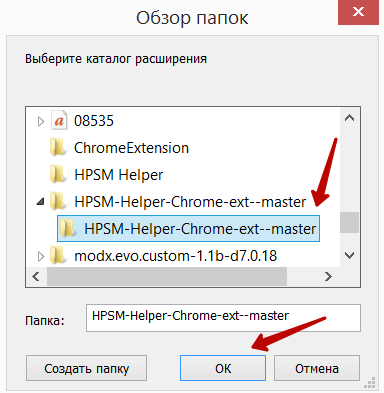 Обзор папок
Выберите каталог расширения
08535
ChromeExtension
HPSM Helper
HPSM-Helper-Chrome-ext--master
HPSM-Helper-Chrome-ext--master
modx.evo.custom-1.1b-d7.0.18
Папка: HPSM-Helper-Chrome-ext--master
Создать папку ОК Отмена